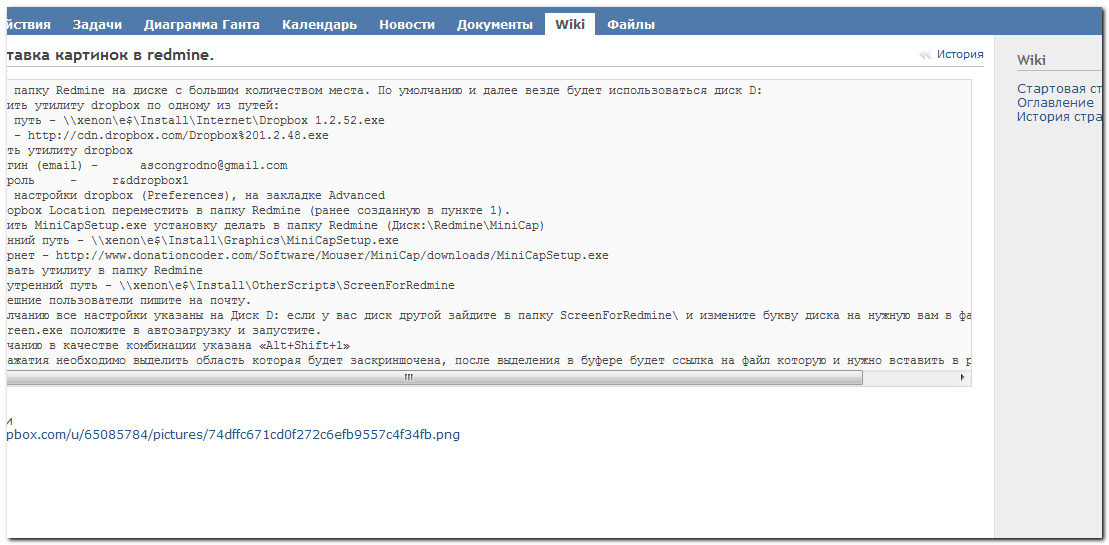 йствия Задачи Диаграмма Ганта Календарь Новости Документы Wiki Файлы
тавка картинок в redmine.
История
папку Redmine на диске с большим количеством места. По умолчанию и далее везде будет использоваться диск D:
ить утилиту dropbox по одному из путей:
путь - \\xenon\e$\Install\Internet\Dropbox 1.2.52.exe
- http://cdn.dropbox.com/Dropbox%201.2.48.exe
ть утилиту dropbox
гин (email) - ascongrodno@gmail.com
роль - r&ddropbox1
настройки dropbox (Preferences), на закладке Advanced
opbox Location переместить в папку Redmine (ранее созданную в пункте 1).
ить MiniCapSetup.exe установку делать в папку Redmine (Диск:\Redmine\MiniCap)
нний путь - \\xenon\e$\Install\Graphics\MiniCapSetup.exe
рнет - http://www.donationcoder.com/Software/Mouser/MiniCap/downloads/MiniCapSetup.exe
вать утилиту в папку Redmine
утренний путь - \\xenon\e$\Install\OtherScripts\ScreenForRedmine
ешние пользователи пишите на почту.
лчанию все настройки указаны на Диск D: если у вас диск другой зайдите в папку ScreenForRedmine\ и измените букву диска на нужную вам в фа
reen.exe положите в автозагрузку и запустите.
чанию в качестве комбинации указана «Alt+Shift+1»
ажатия необходимо выделить область которая будет заскриншочена, после выделения в буфере будет ссылка на файл которую и нужно вставить в р
и
pbox.com/u/65085784/pictures/74dffc671cd0f272c6efb9557c4f34fb.png
Wiki
Стартовая ст
Оглавление
История стра